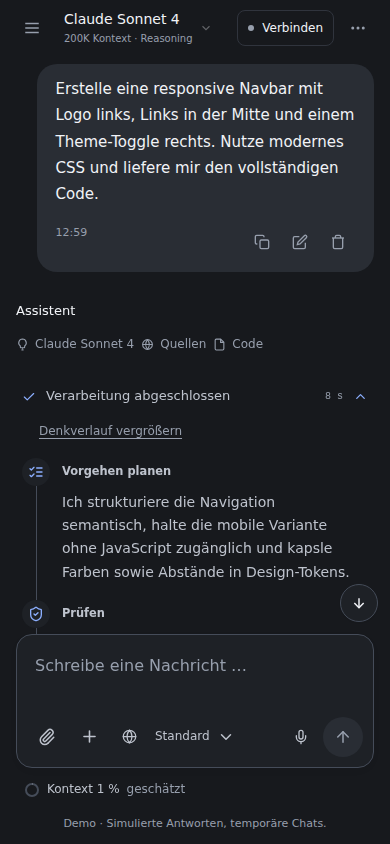 Claude Sonnet 4
200K Kontext · Reasoning
Verbinden
Erstelle eine responsive Navbar mit
Logo links, Links in der Mitte und einem
Theme-Toggle rechts. Nutze modernes
CSS und liefere mir den vollständigen
Code.
12:59
Assistent
Claude Sonnet 4 Quellen Code
Verarbeitung abgeschlossen 8 s
Denkverlauf vergrößern
Vorgehen planen
Ich strukturiere die Navigation
semantisch, halte die mobile Variante
ohne JavaScript zugänglich und kapsle
Farben sowie Abstände in Design-Tokens.
Prüfen
Schreibe eine Nachricht ...
Standard
Kontext 1 % geschätzt
Demo · Simulierte Antworten, temporäre Chats.